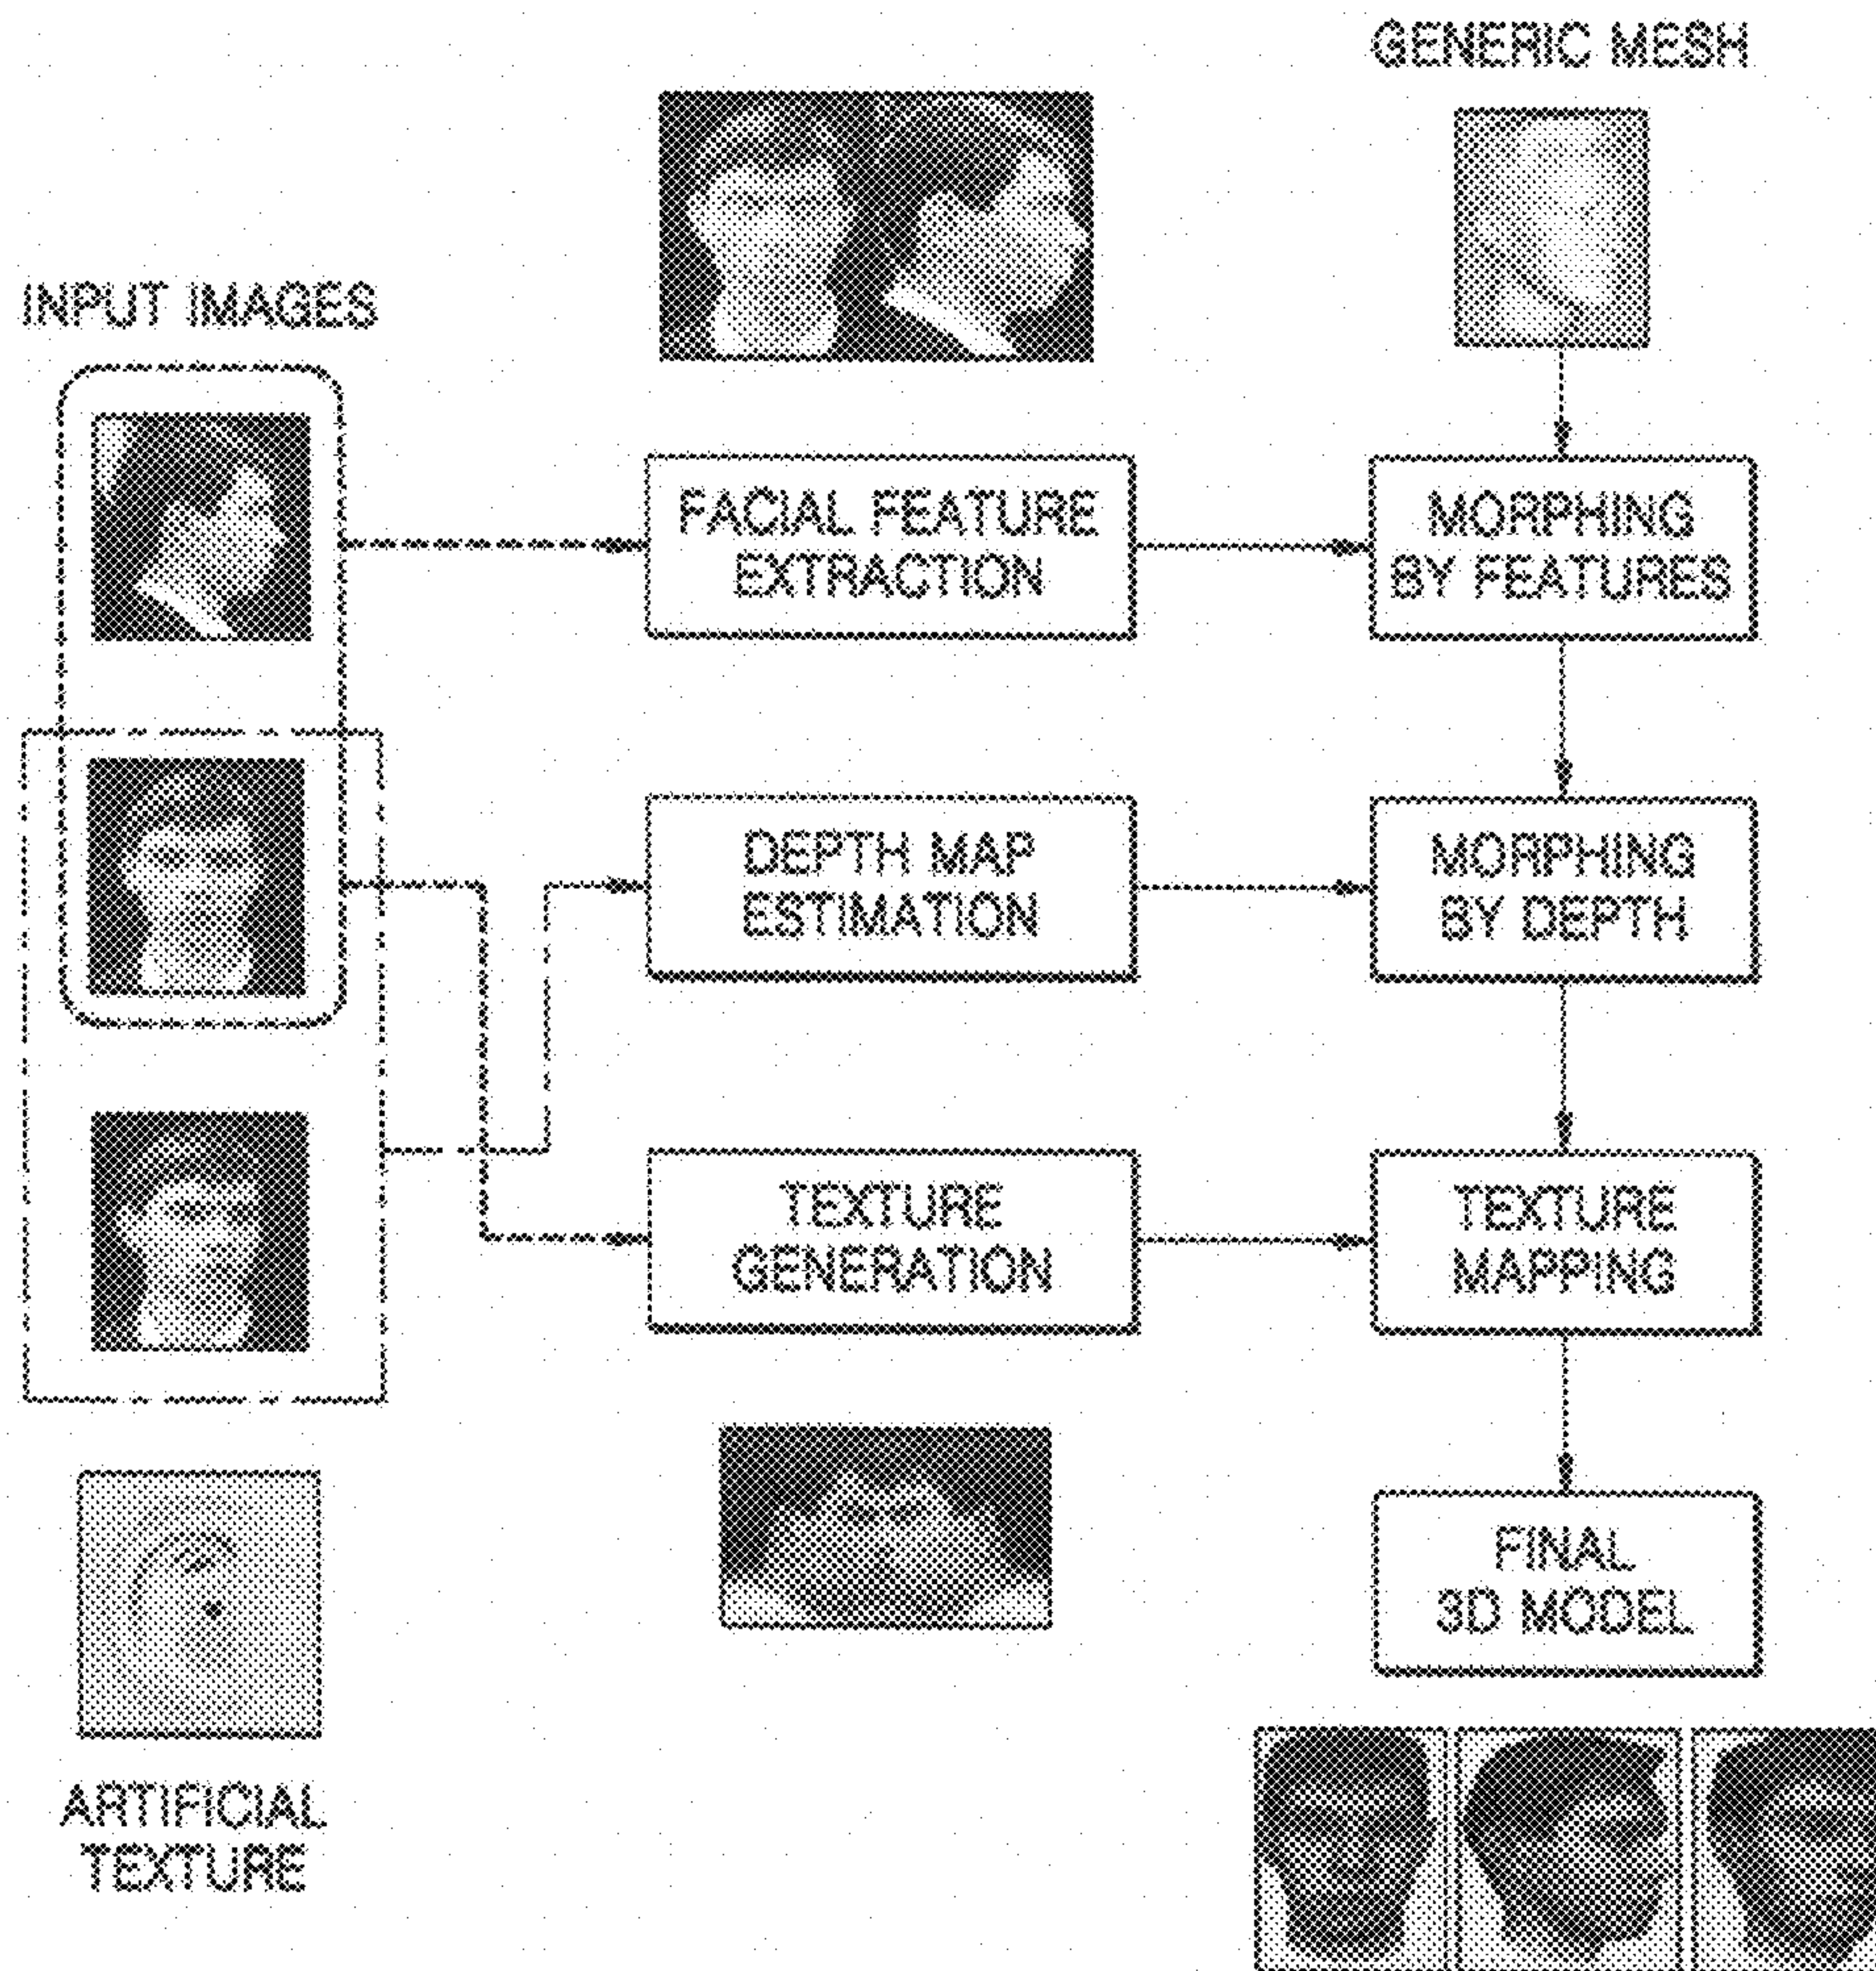 GENERIC MESH
INPUT IMAGES
FACIAL FEATURE
EXTRACTION
MORPHING
BY FEATURES
DEPTH MAP
ESTIMATION
MORPHING
BY DEPTH
TEXTURE
GENERATION
TEXTURE
MAPPING
FINAL
3D MODEL
ARTIFICIAL
TEXTURE